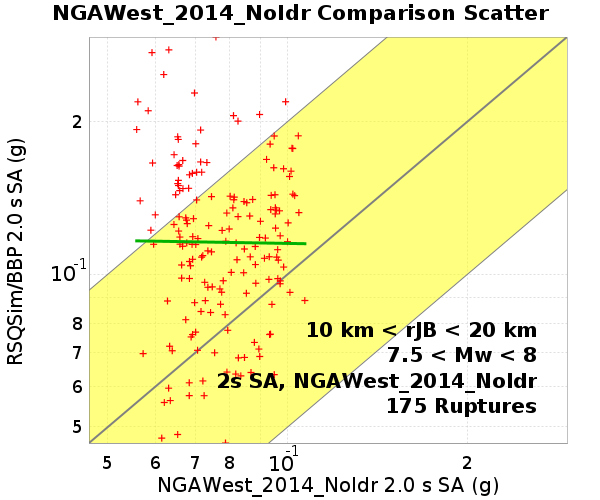 NGAWest_2014_NoIdr Comparison Scatter
RSQSim/BBP 2.0 s SA (g)
2
10-1
8
7
6
5
10 km < rJB < 20 km
7.5 < Mw < 8
2s SA, NGAWest_2014_NoIdr
175 Ruptures
5 6 7 8 10-1 2
NGAWest_2014_NoIdr 2.0 s SA (g)